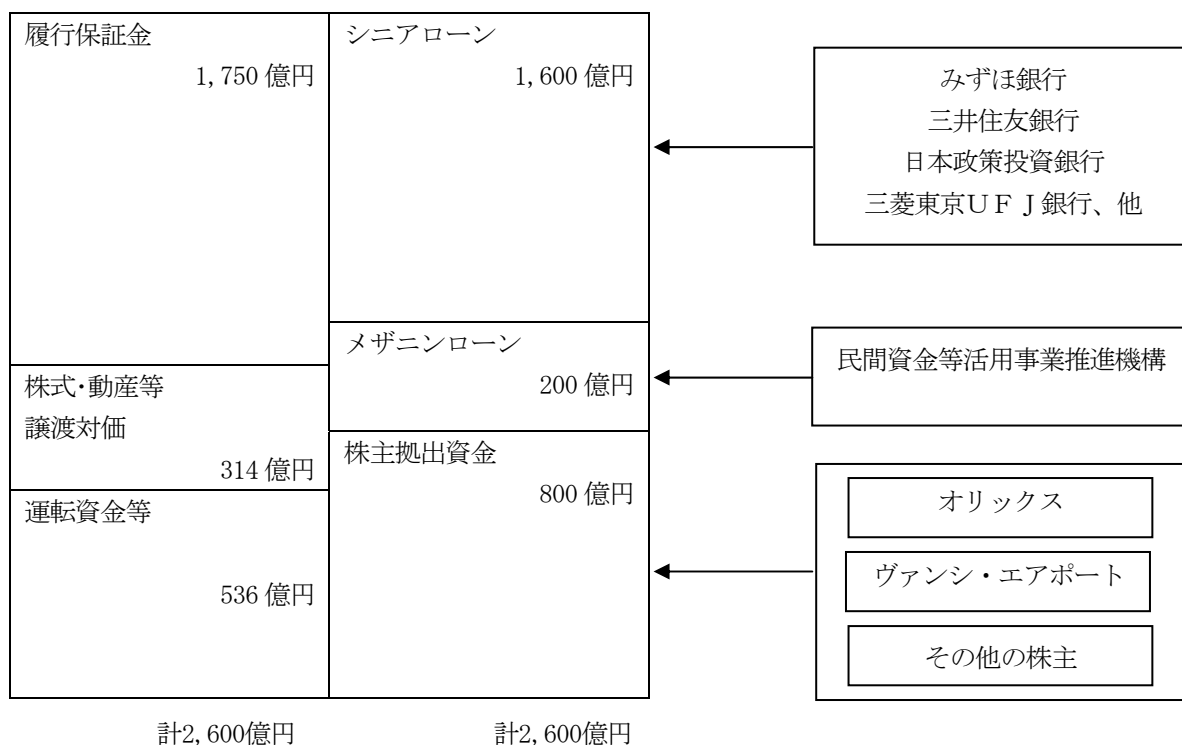 履行保証金
1,750 億円
株式･動産等
譲渡対価
314 億円
運転資金等
536 億円
計2,600億円
シニアローン
1,600 億円
メザニンローン
200 億円
株主拠出資金
800 億円
計2,600億円
みずほ銀行
三井住友銀行
日本政策投資銀行
三菱東京ＵＦＪ銀行、他
民間資金等活用事業推進機構
オリックス
ヴァンシ・エアポート
その他の株主